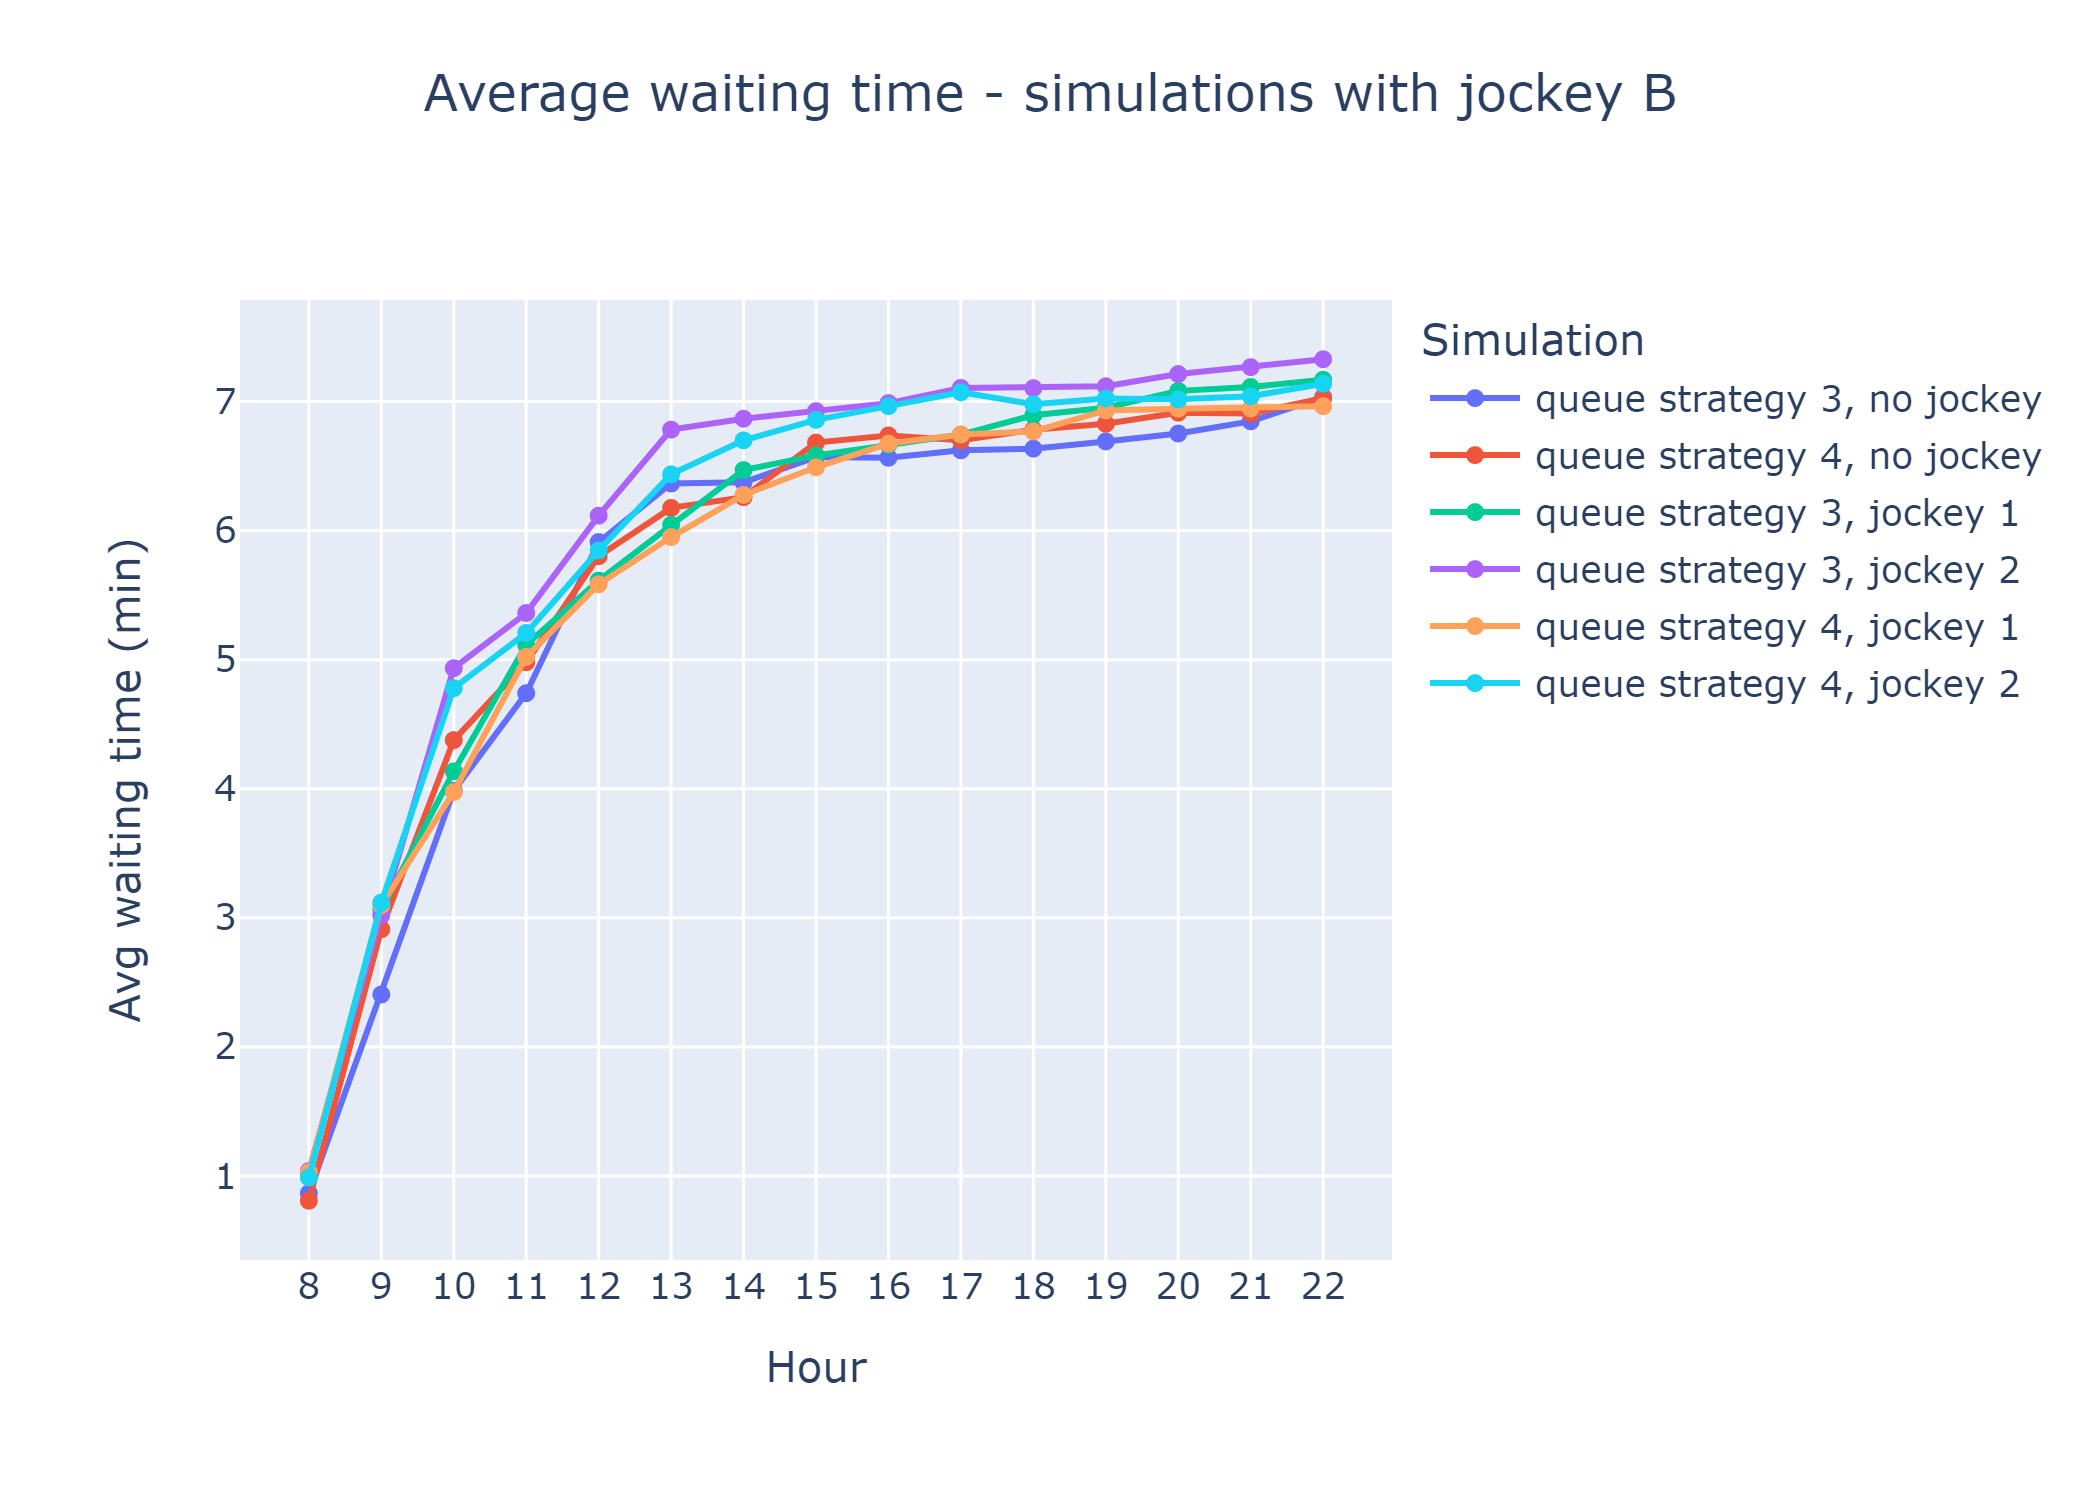 Average waiting time - simulations with jockey B
Simulation
queue strategy 3, no jockey
queue strategy 4, no jockey
queue strategy 3, jockey 1
queue strategy 3, jockey 2
queue strategy 4, jockey 1
queue strategy 4, jockey 2
Avg waiting time (min)
7
6
5
4
3
2
1
8 9 10 11 12 13 14 15 16 17 18 19 20 21 22
Hour